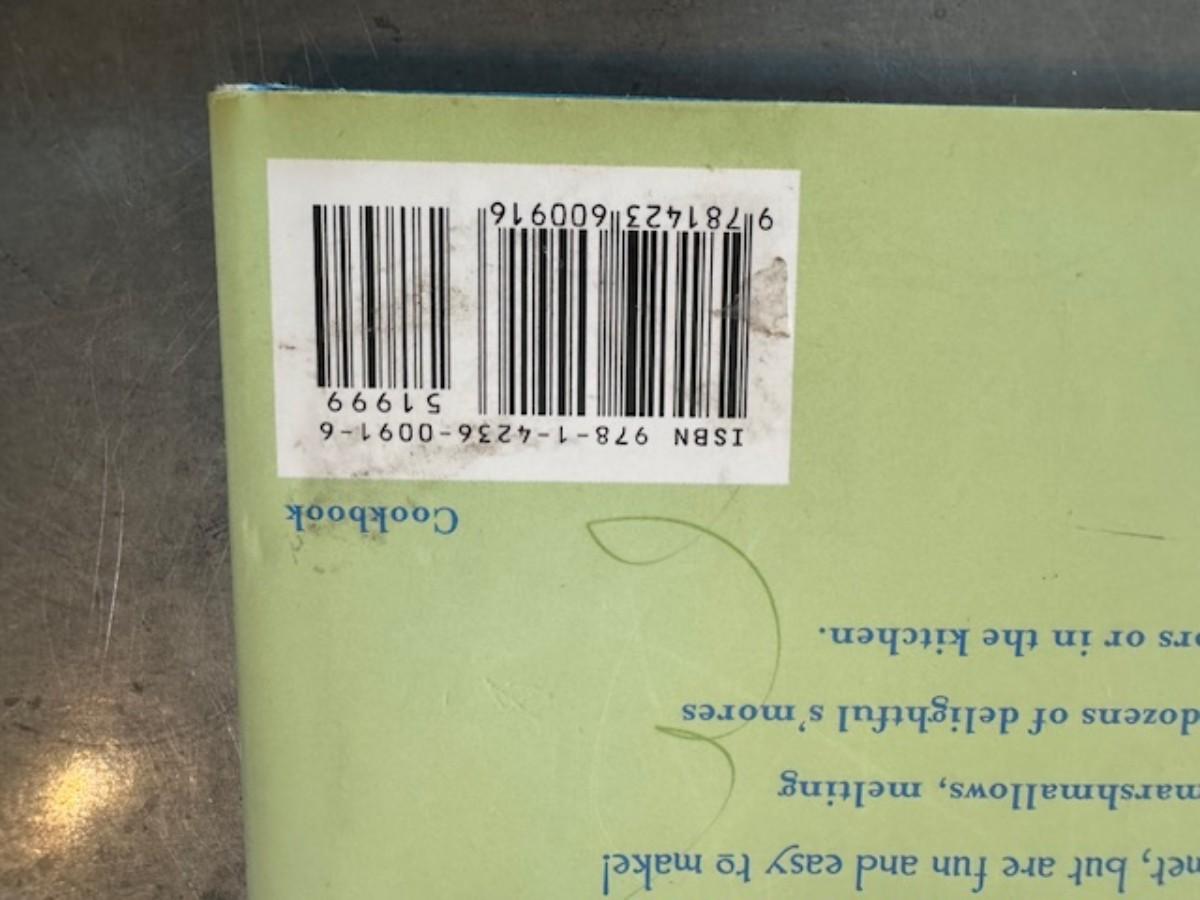 net, but are fun and easy to make!
marshmallows, melting
dozens of delightful s'mores
ors or in the kitchen.
Cookbook
ISBN 978-1-4236-0091-6
51999
9 781423 600916